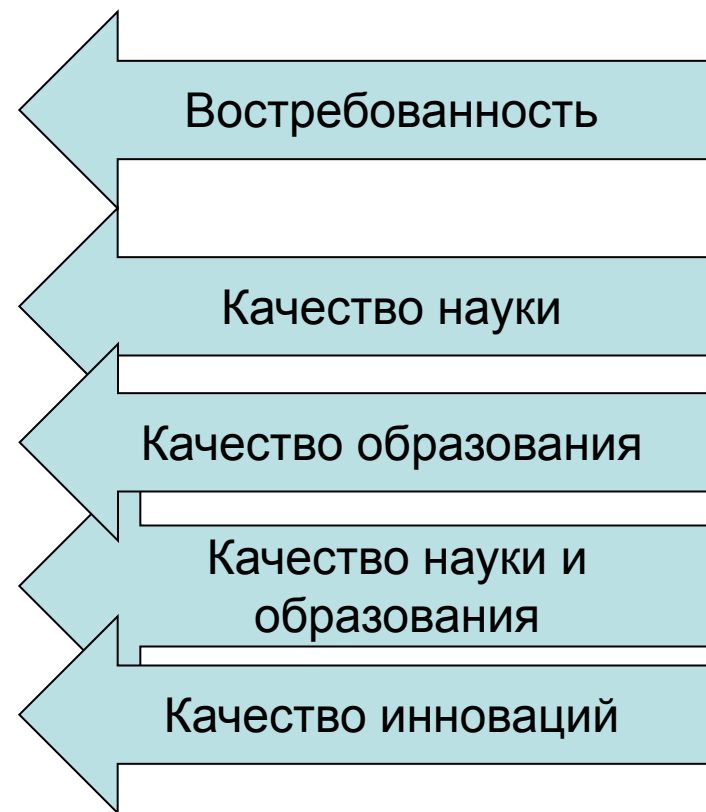 Востребованность
Качество науки
Качество образования
Качество науки и
образования
Качество инноваций